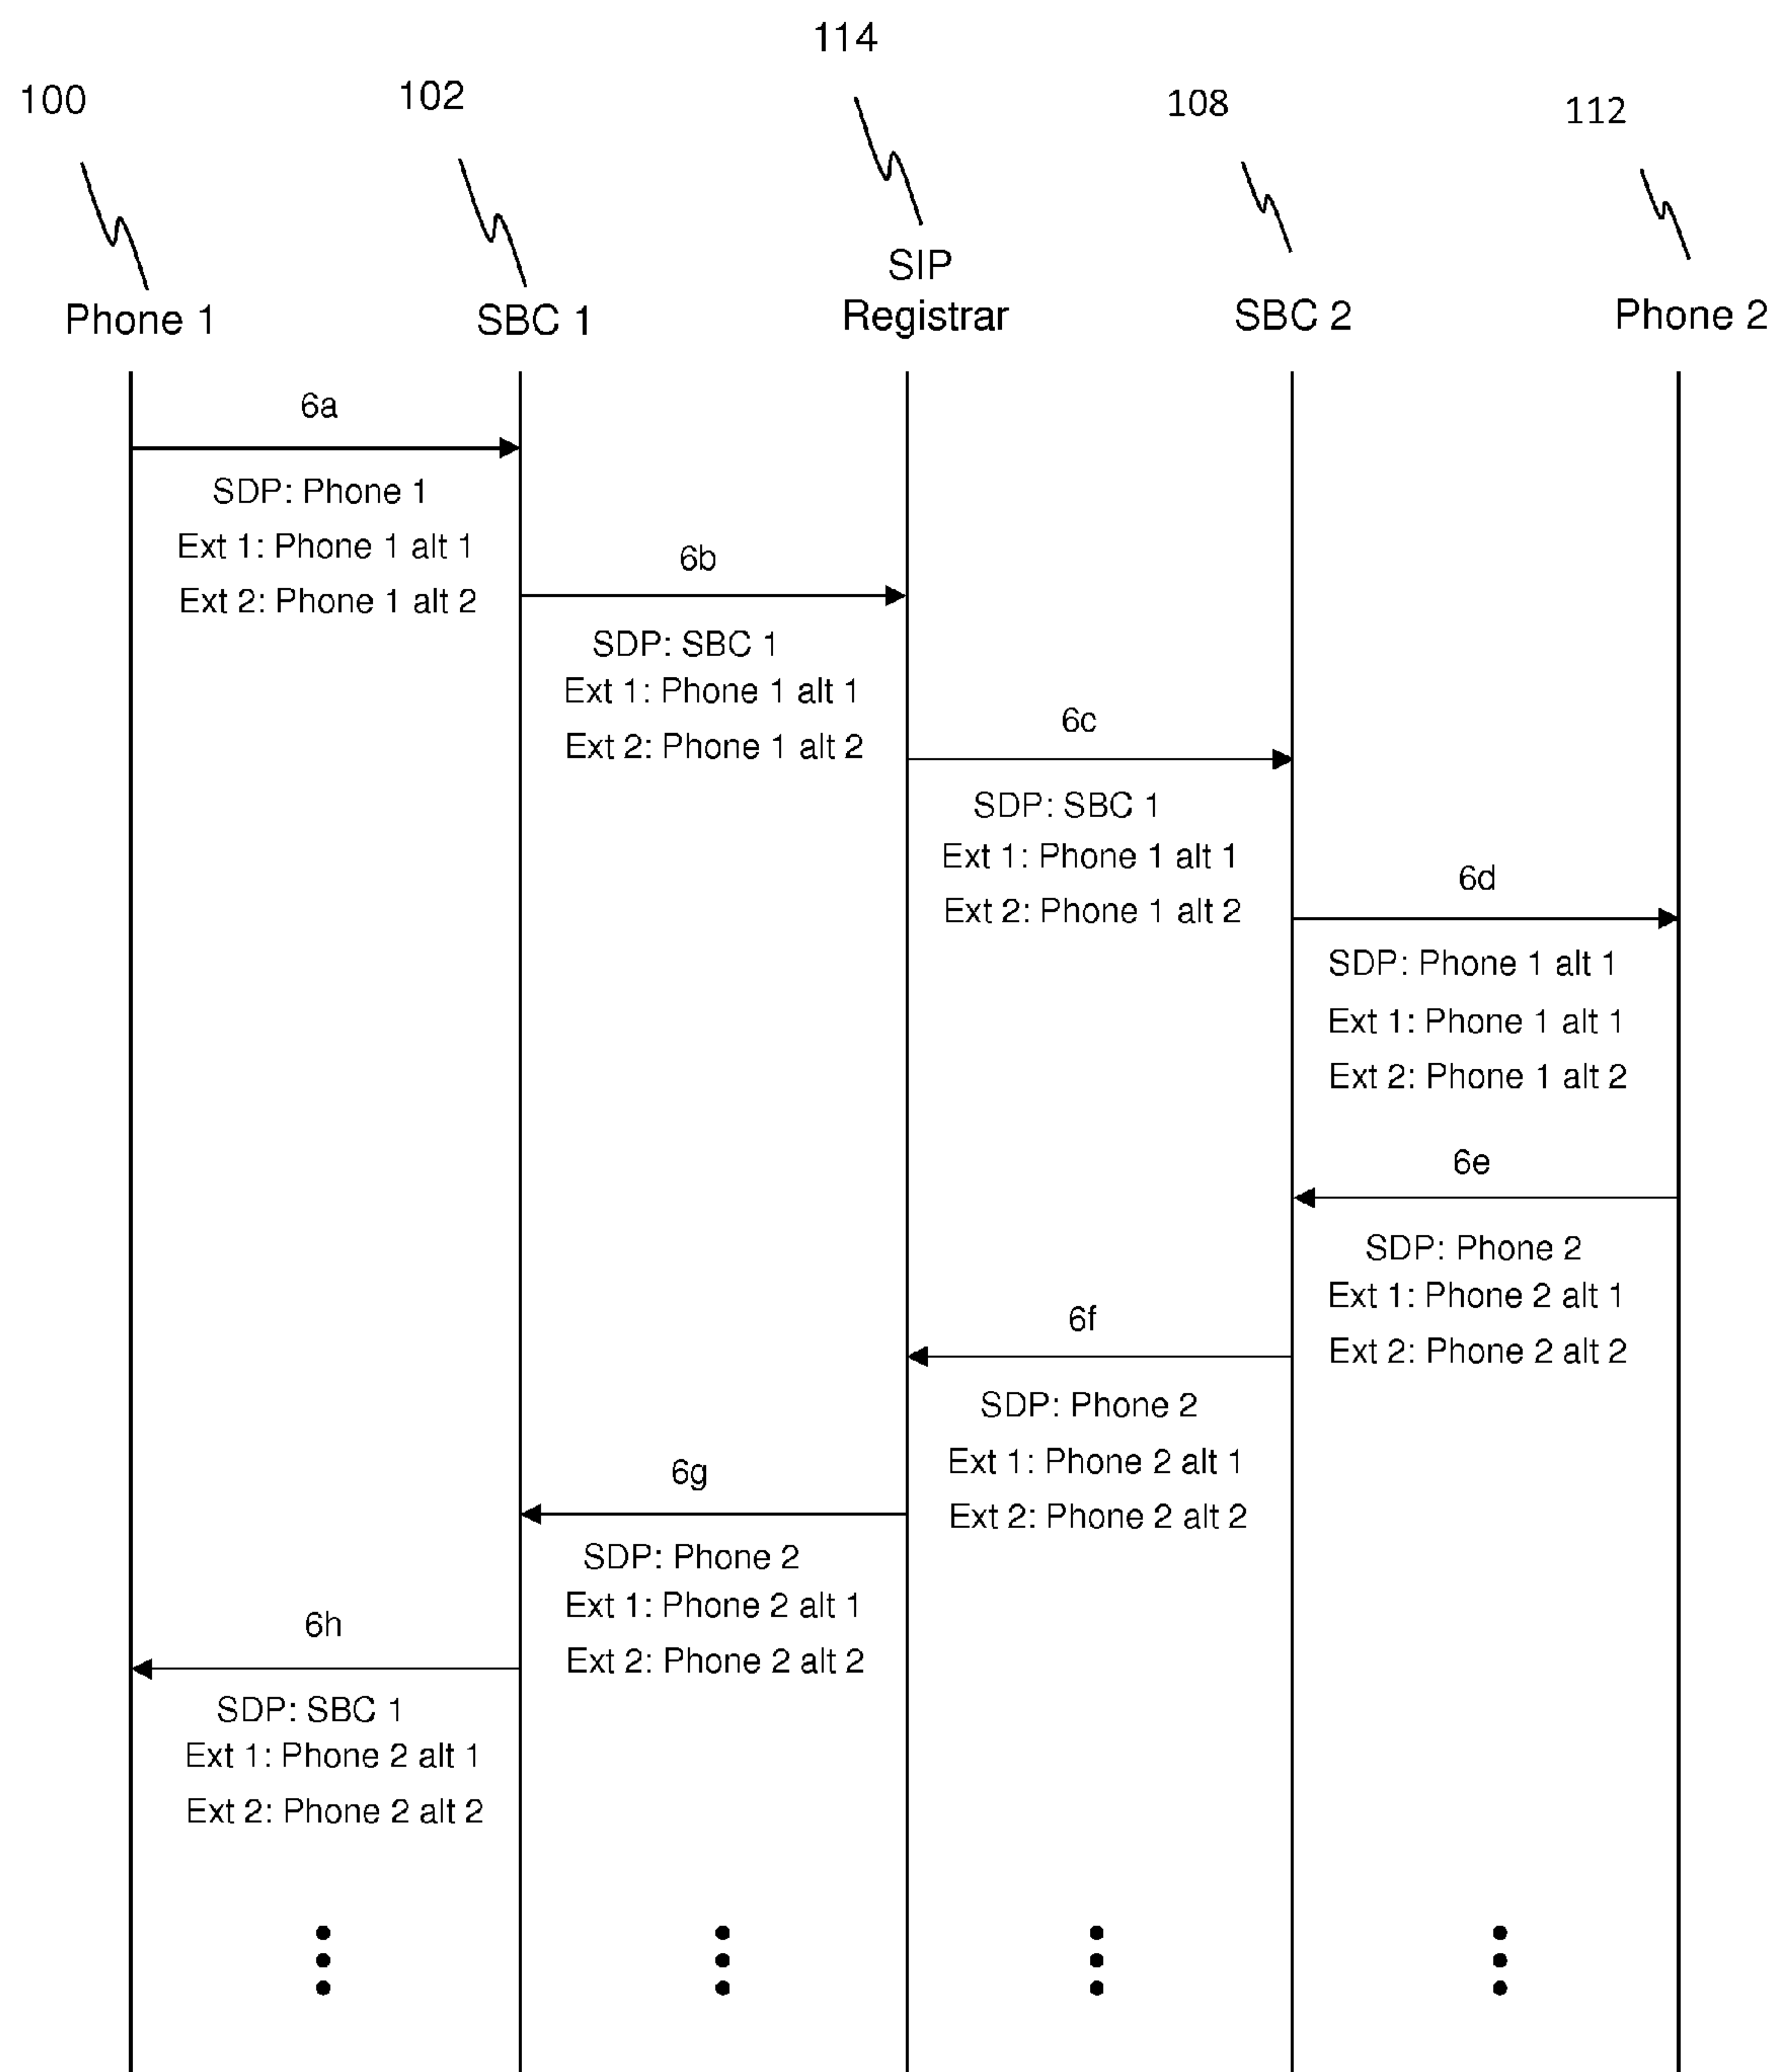 114
100
102
108
112
SIP
Phone 1
SBC 1
Registrar
SBC 2
Phone 2
6a
SDP: Phone 1
Ext 1: Phone 1 alt 1
Ext 2: Phone 1 alt 2
6b
SDP: SBC 1
Ext 1: Phone 1 alt 1
Ext 2: Phone 1 alt 2
6c
SDP: SBC 1
Ext 1: Phone 1 alt 1
Ext 2: Phone 1 alt 2
6d
SDP: Phone 1 alt 1
Ext 1: Phone 1 alt 1
Ext 2: Phone 1 alt 2
6e
SDP: Phone 2
Ext 1: Phone 2 alt 1
Ext 2: Phone 2 alt 2
6f
SDP: Phone 2
Ext 1: Phone 2 alt 1
Ext 2: Phone 2 alt 2
6g
SDP: Phone 2
Ext 1: Phone 2 alt 1
Ext 2: Phone 2 alt 2
6h
SDP: SBC 1
Ext 1: Phone 2 alt 1
Ext 2: Phone 2 alt 2